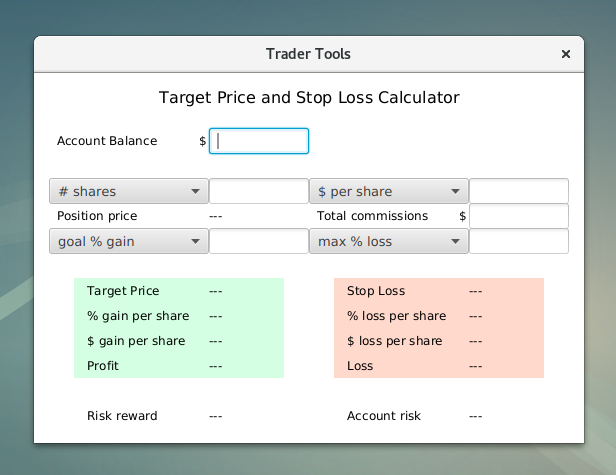 Trader Tools ×
Target Price and Stop Loss Calculator
Account Balance $
# shares $ per share
Position price --- Total commissions $
goal % gain max % loss
Target Price --- Stop Loss ---
% gain per share --- % loss per share ---
$ gain per share --- $ loss per share ---
Profit --- Loss ---
Risk reward --- Account risk ---